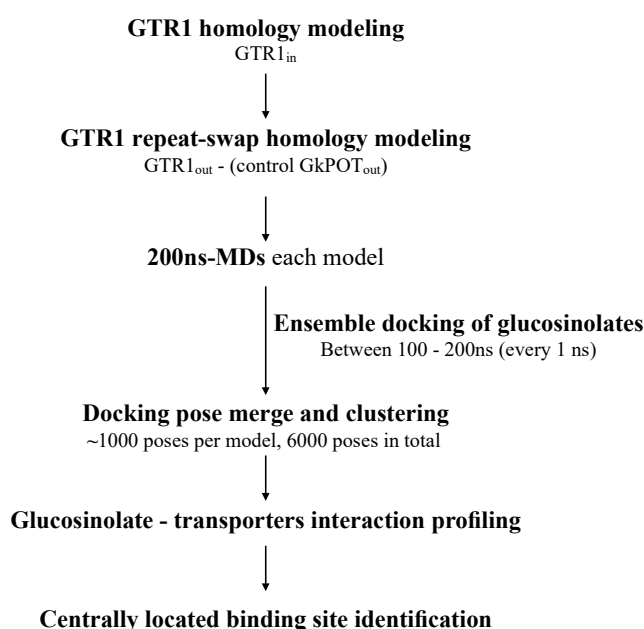 GTR1 homology modeling
GTR1in
GTR1 repeat-swap homology modeling
GTR1out - (control GkPOTout)
200ns-MDs each model
Ensemble docking of glucosinolates
Between 100 - 200ns (every 1 ns)
Docking pose merge and clustering
~1000 poses per model, 6000 poses in total
Glucosinolate - transporters interaction profiling
Centrally located binding site identification